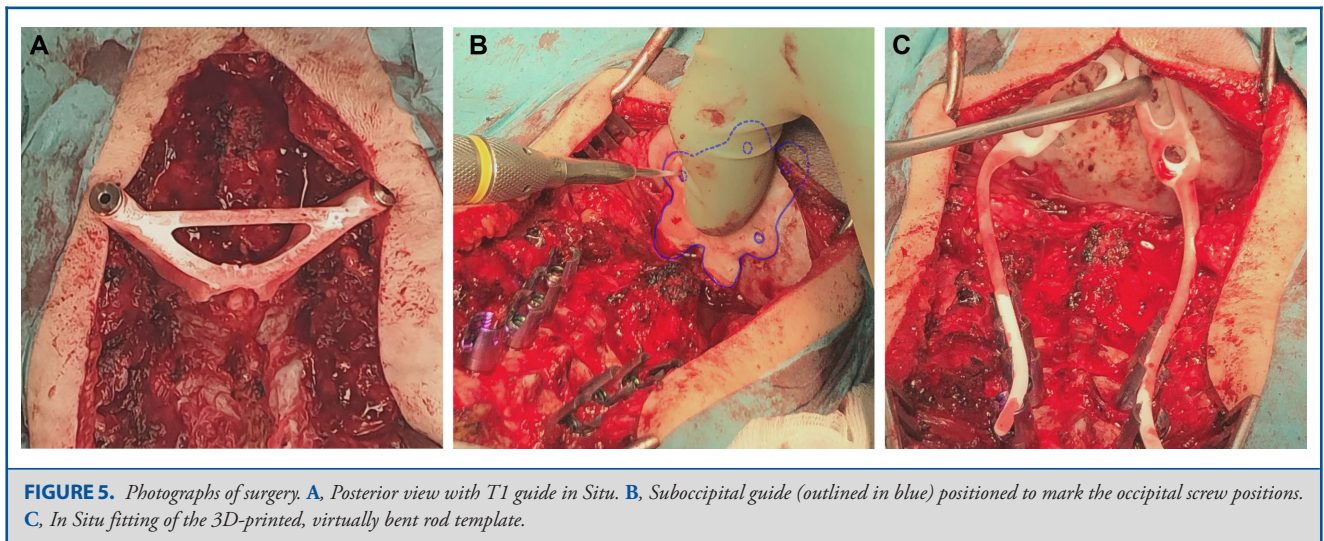 A
B
C
FIGURE 5. Photographs of surgery. A, Posterior view with T1 guide in Situ. B, Suboccipital guide (outlined in blue) positioned to mark the occipital screw positions.
C, In Situ fitting of the 3D-printed, virtually bent rod template.